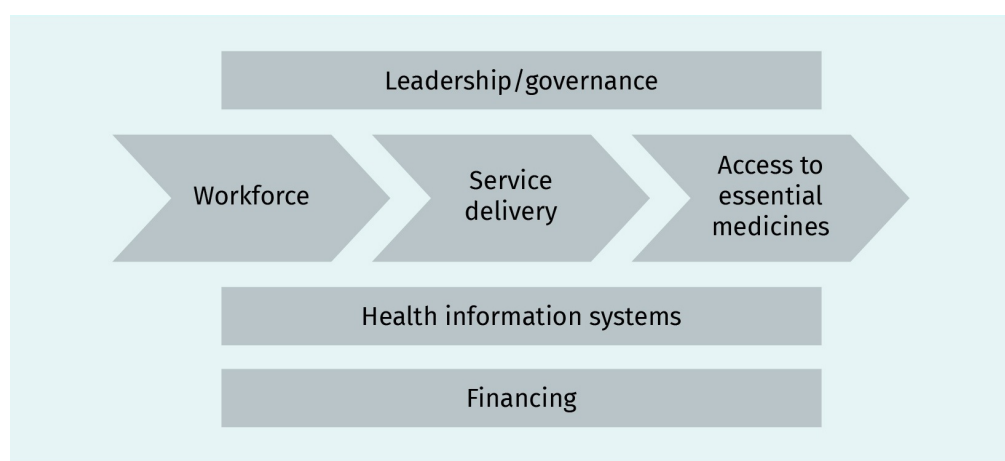 Leadership/governance
Workforce
Service
delivery
Access to
essential
medicines
Health information systems
Financing